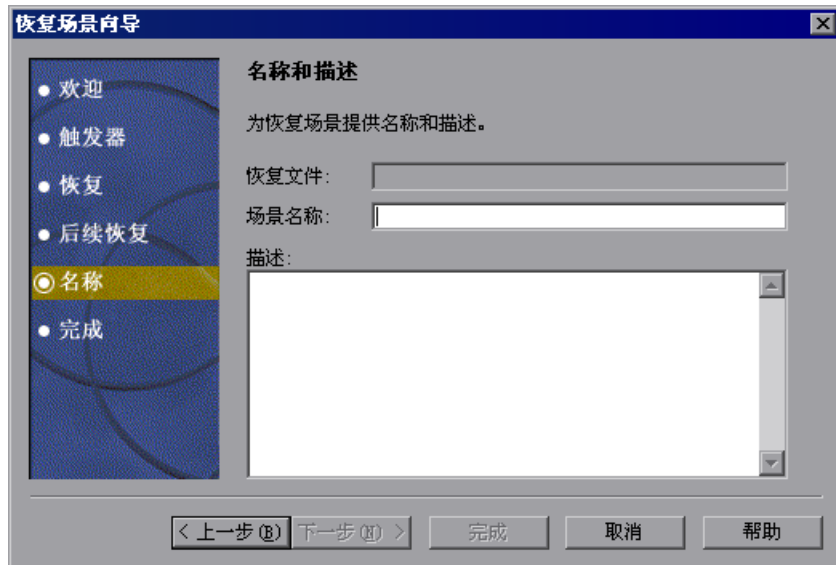 恢复场景向导
欢迎
触发器
恢复
后续恢复
名称
完成
名称和描述
为恢复场景提供名称和描述。
恢复文件:
场景名称:
描述:
< 上一步(B)
下一步(N) >
完成
取消
帮助